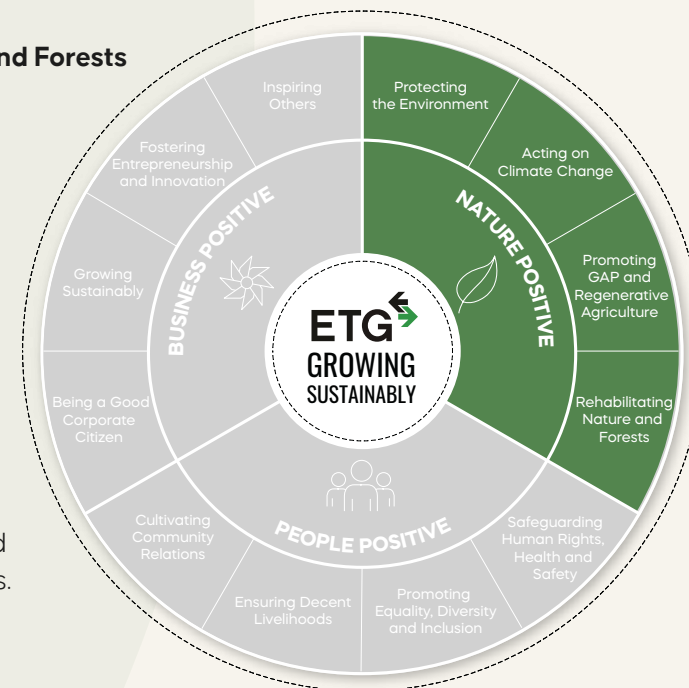 nd Forests
Inspiring
Others
Protecting
the Environment
Fostering
Entrepreneurship
and Innovation
Acting on
Climate Change
BUSINESS POSITIVE
NATURE POSITIVE
Growing
Sustainably
Promoting
GAP and
Regenerative
Agriculture
ETG
GROWING
SUSTAINABLY
Being a Good
Corporate
Citizen
Rehabilitating
Nature and
Forests
PEOPLE POSITIVE
Cultivating
Community
Relations
Safeguarding
Human Rights,
Health and
Safety
Ensuring Decent
Livelihoods
Promoting
Equality, Diversity
and Inclusion
d
s.